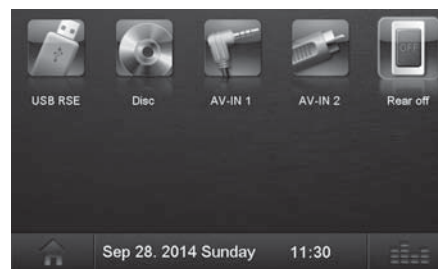 OFF
USB RSE Disc AV-IN 1 AV-IN 2 Rear off
Sep 28. 2014 Sunday 11:30